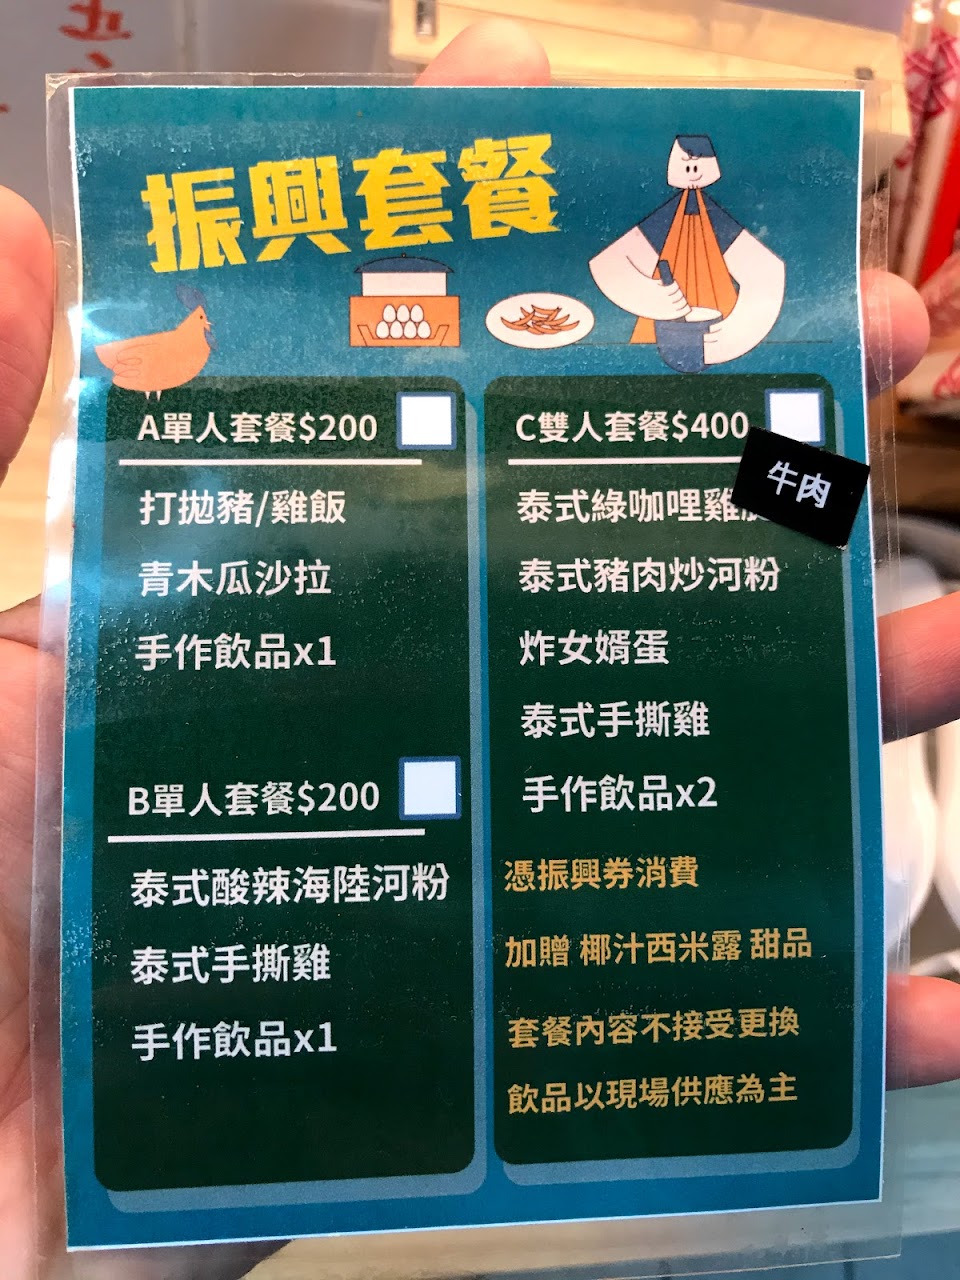 振興套餐
A單人套餐$200
打拋豬/雞飯
青木瓜沙拉
手作飲品x1
B單人套餐$200
泰式酸辣海陸河粉
泰式手撕雞
手作飲品x1
C雙人套餐$400
泰式綠咖哩雞
牛肉
泰式豬肉炒河粉
炸女婿蛋
泰式手撕雞
手作飲品x2
憑振興券消費
加贈 椰汁西米露 甜品
套餐內容不接受更換
飲品以現場供應為主